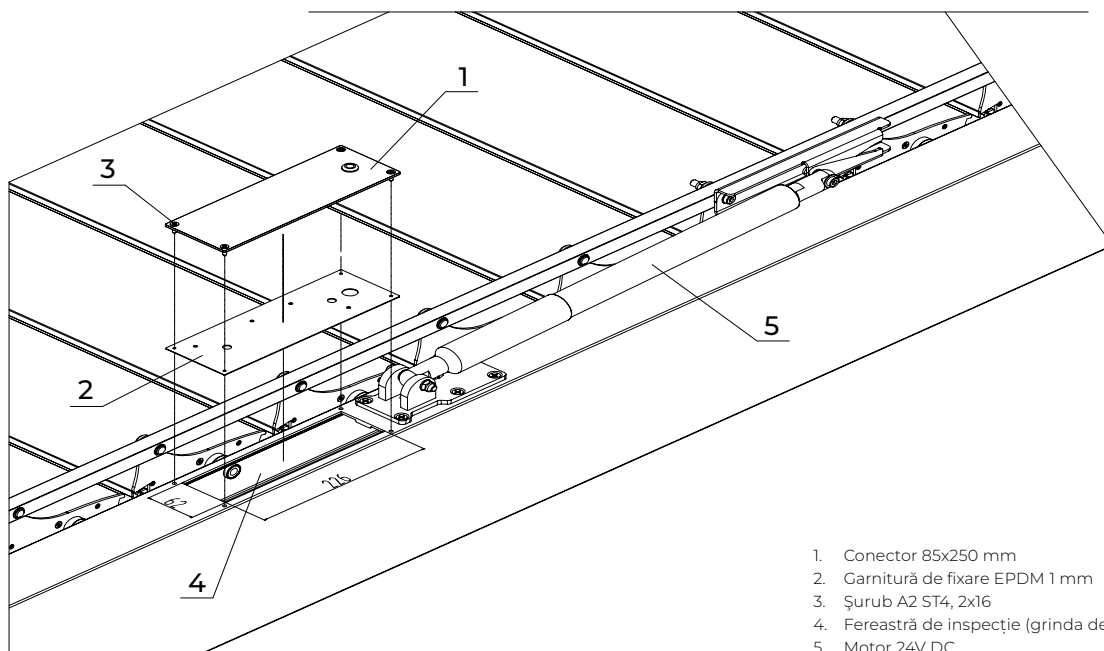 1
3
2
5
4
62
226
1. Conector 85x250 mm
2. Garnitură de fixare EPDM 1 mm
3. Șurub A2 ST4, 2x16
4. Fereastră de inspecție (grinda de
5. Motor 24V DC